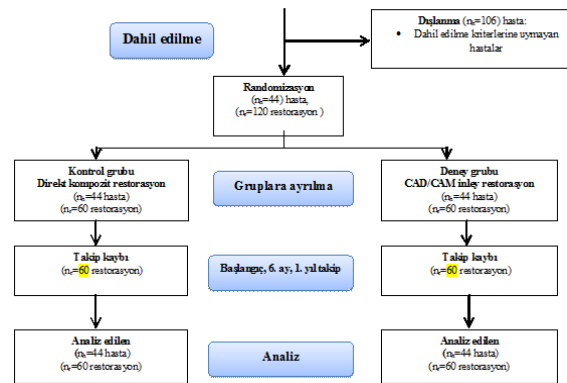 Dahil edilme
Dışlanma (nₕ=106) hasta:
• Dahil edilme kriterlerine uymayan
hastalar
Randomizasyon
(nₕ=44) hasta,
(nᵣ=120 restorasyon )
Kontrol grubu
Direkt kompozit restorasyon
(nₕ=44 hasta)
(nᵣ=60 restorasyon)
Gruplara ayrılma
Deney grubu
CAD/CAM inley restorasyon
(nₕ=44 hasta)
(nᵣ=60 restorasyon)
Takip kaybı
(nᵣ=60 restorasyon)
Başlangıç, 6. ay, 1. yıl takip
Takip kaybı
(nᵣ=60 restorasyon)
Analiz edilen
(nₕ=44 hasta)
(nᵣ=60 restorasyon)
Analiz
Analiz edilen
(nₕ=44 hasta)
(nᵣ=60 restorasyon)